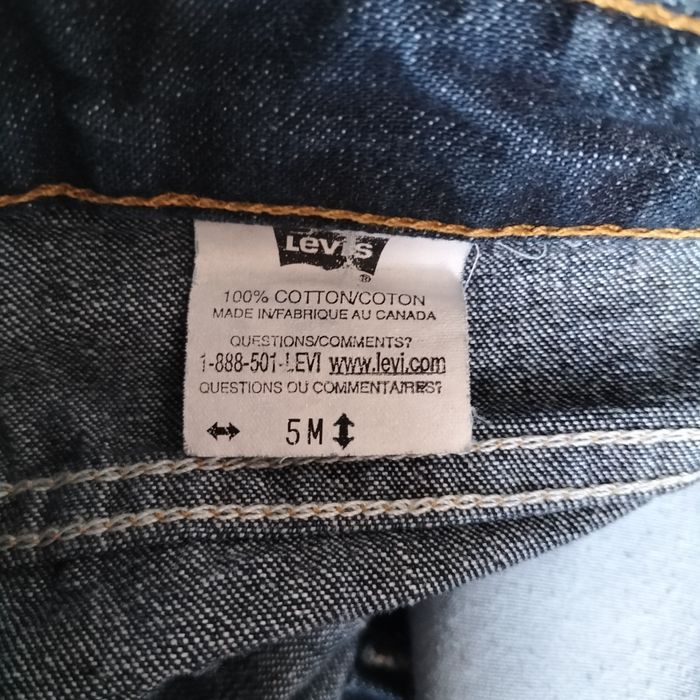 Levi's
®
100% COTTON/COTON
MADE IN/FABRIQUE AU CANADA
QUESTIONS/COMMENTS?
1-888-501-LEVI www.levi.com
QUESTIONS OU COMMENTAIRES?
5 M